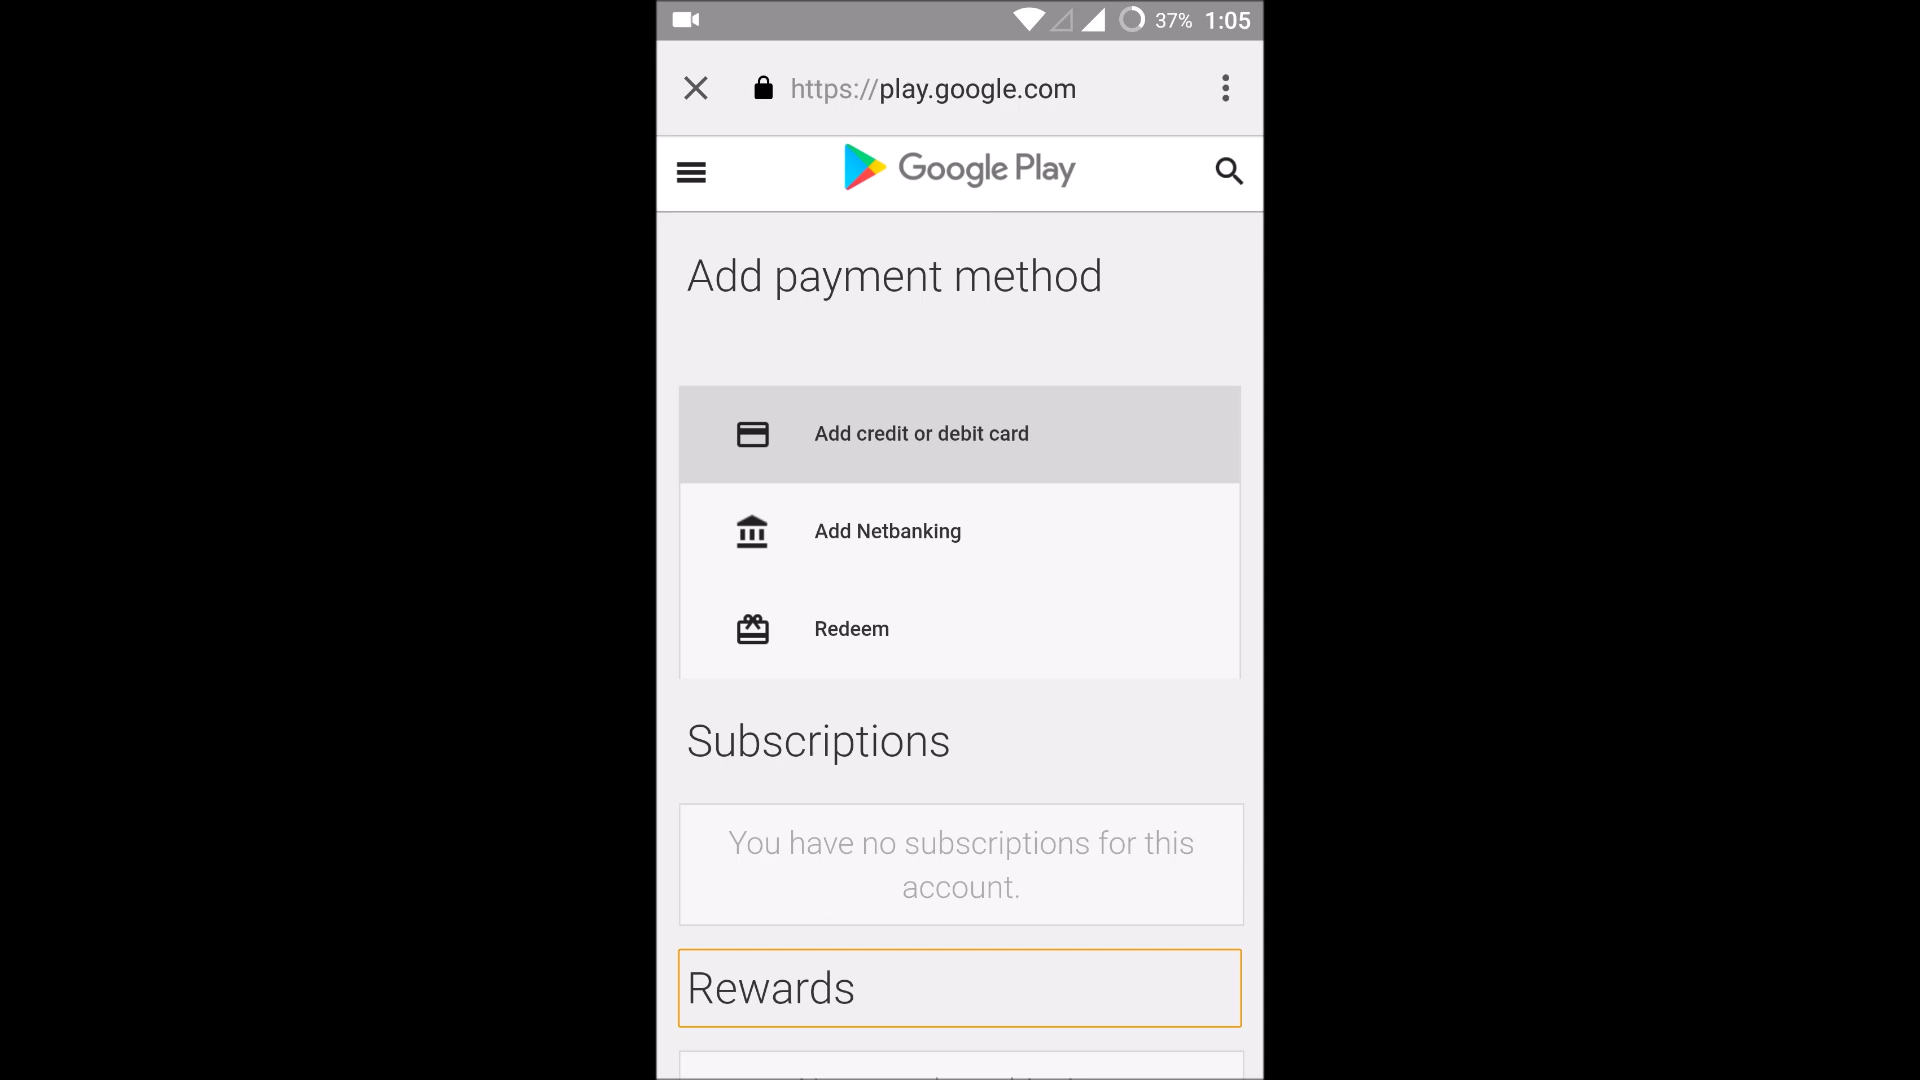 37% 1:05
https://play.google.com
Google Play
Add payment method
Add credit or debit card
Add Netbanking
Redeem
Subscriptions
You have no subscriptions for this
account.
Rewards